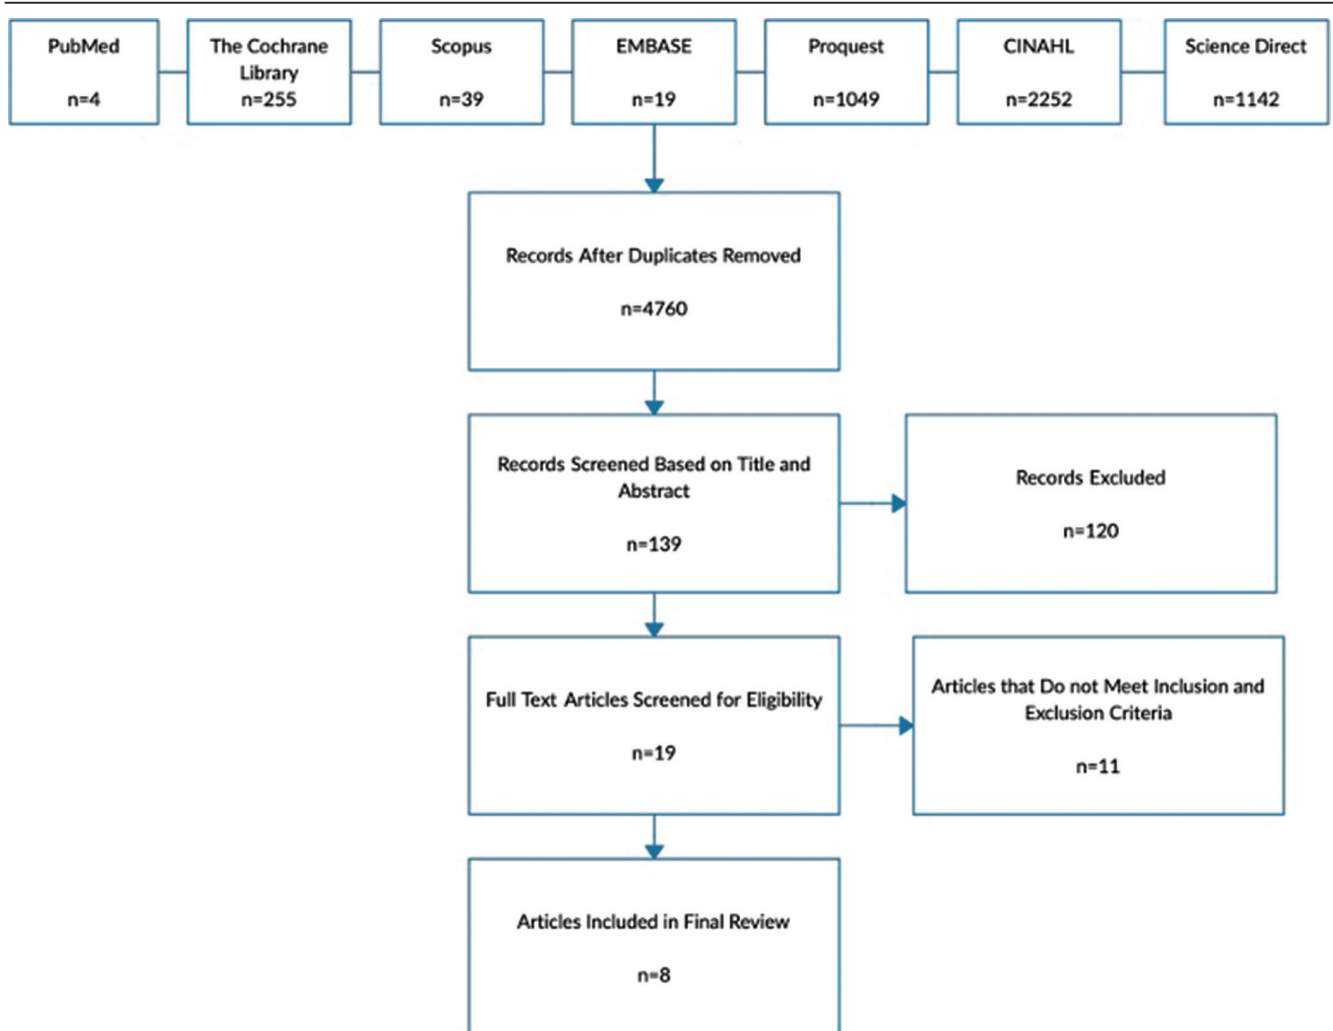 PubMed
n=4
The Cochrane
Library
n=255
Scopus
n=39
EMBASE
n=19
Proquest
n=1049
CINAHL
n=2252
Science Direct
n=1142
Records After Duplicates Removed
n=4760
Records Screened Based on Title and
Abstract
n=139
Records Excluded
n=120
Full Text Articles Screened for Eligibility
n=19
Articles that Do not Meet Inclusion and
Exclusion Criteria
n=11
Articles Included in Final Review
n=8